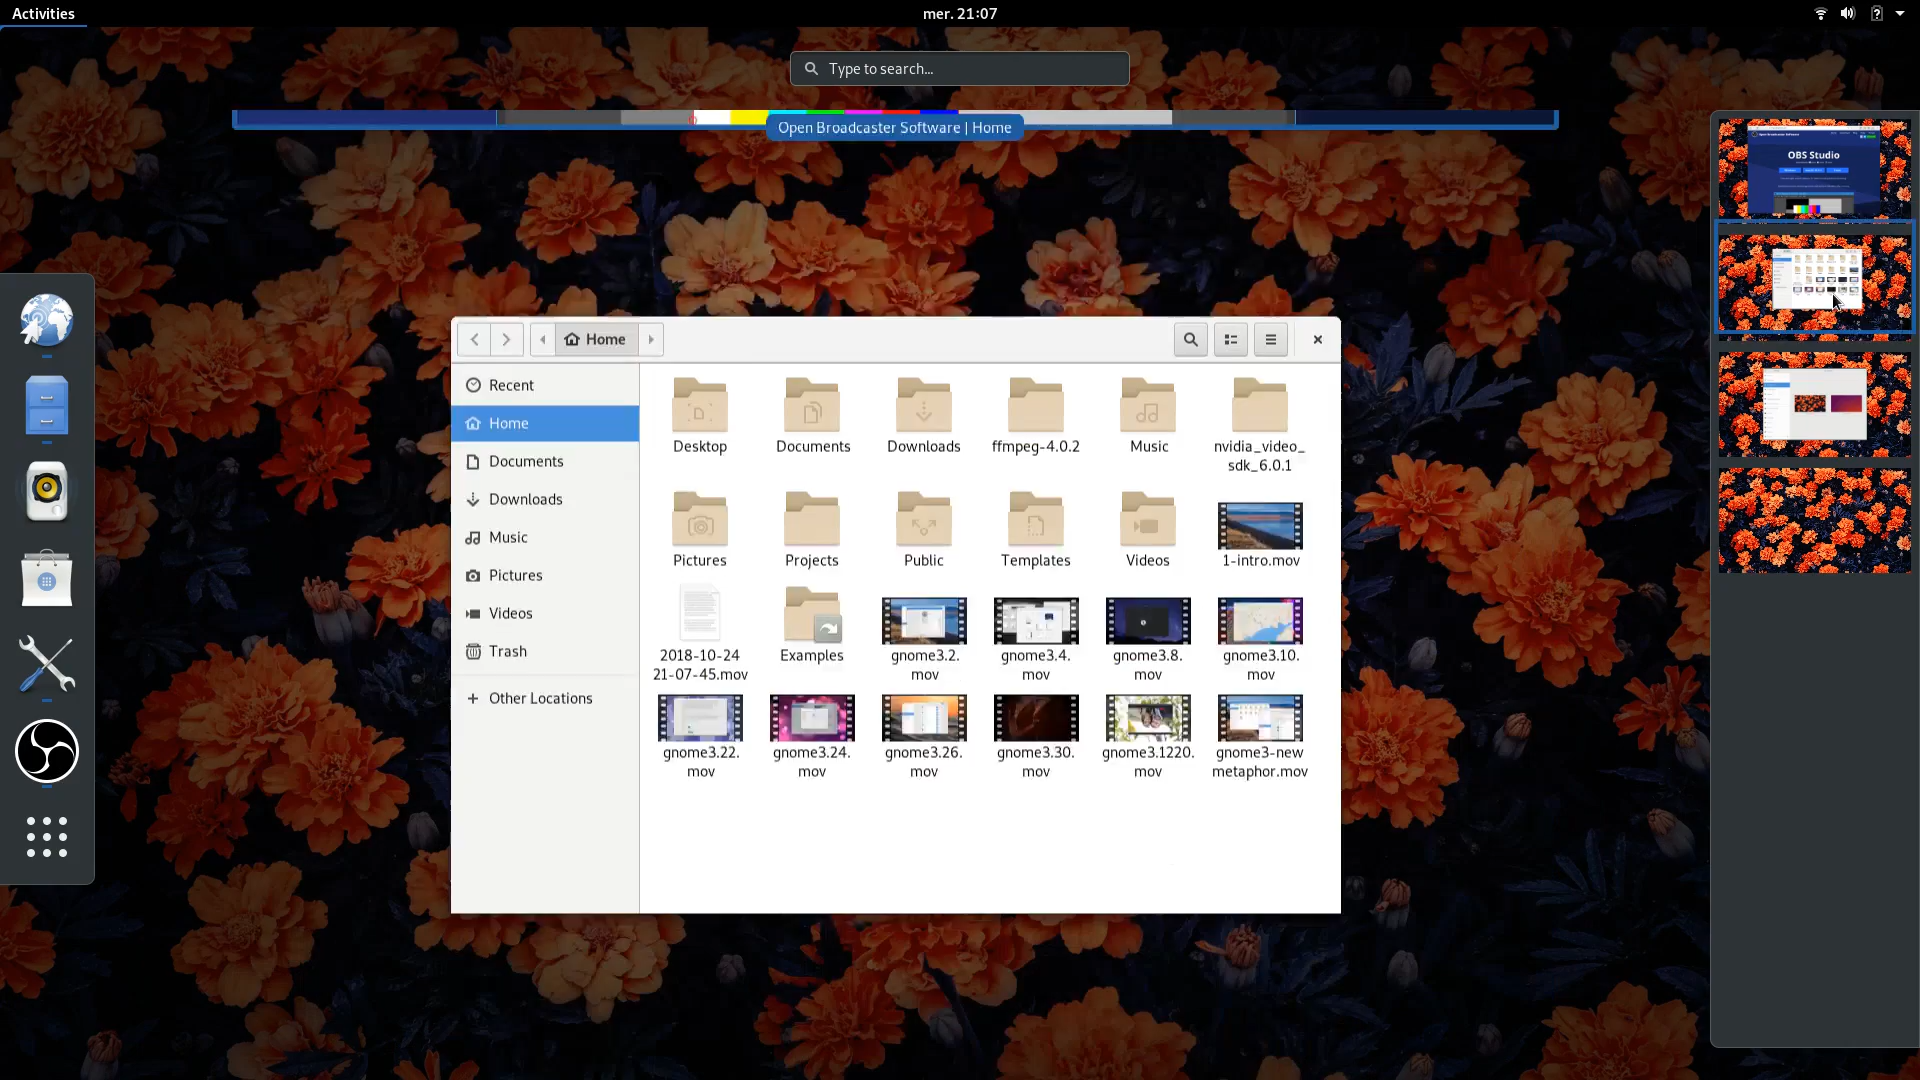 Activities
mer. 21:07
Type to search...
Open Broadcaster Software | Home
OBS Studio
Home
Recent
Home
Documents
Downloads
Music
Pictures
Videos
Trash
Other Locations
Desktop
Documents
Downloads
ffmpeg-4.0.2
Music
nvidia_video_
sdk_6.0.1
Pictures
Projects
Public
Templates
Videos
1-intro.mov
2018-10-24
21-07-45.mov
Examples
gnome3.2.
mov
gnome3.4.
mov
gnome3.8.
mov
gnome3.10.
mov
gnome3.22.
mov
gnome3.24.
mov
gnome3.26.
mov
gnome3.30.
mov
gnome3.1220.
mov
gnome3-new
metaphor.mov